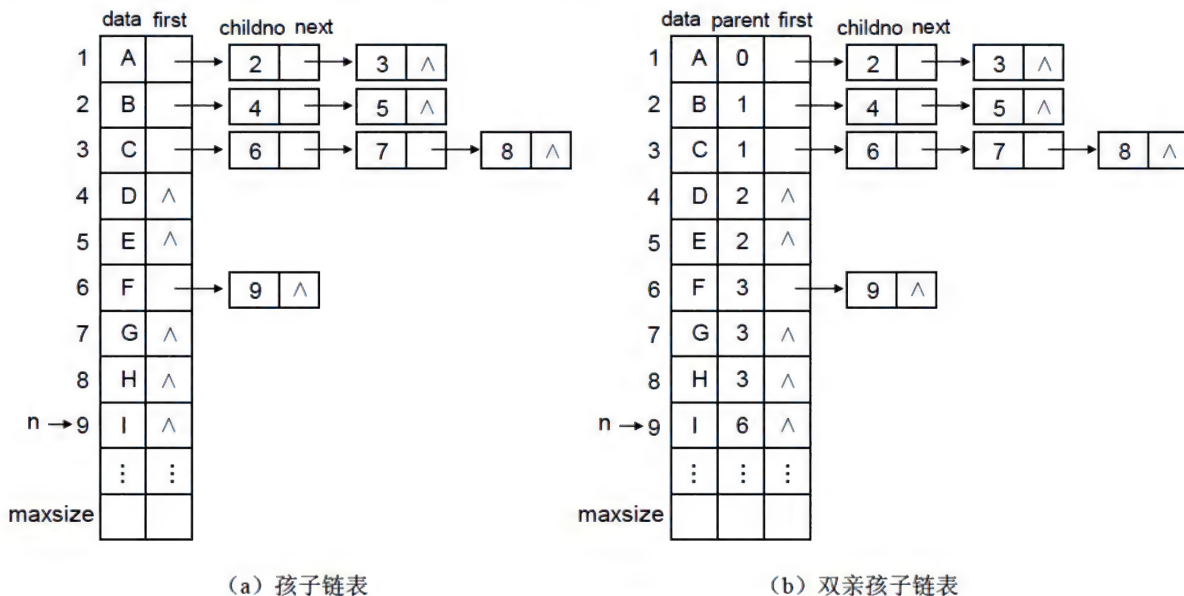 data first
childno next
1 A 2 3 ∧
2 B 4 5 ∧
3 C 6 7 8 ∧
4 D ∧
5 E ∧
6 F 9 ∧
7 G ∧
8 H ∧
n 9 I ∧
⋮ ⋮
maxsize
(a) 孩子链表
data parent first
childno next
1 A 0 2 3 ∧
2 B 1 4 5 ∧
3 C 1 6 7 8 ∧
4 D 2 ∧
5 E 2 ∧
6 F 3 9 ∧
7 G 3 ∧
8 H 3 ∧
n 9 I 6 ∧
⋮ ⋮ ⋮
maxsize
(b) 双亲孩子链表